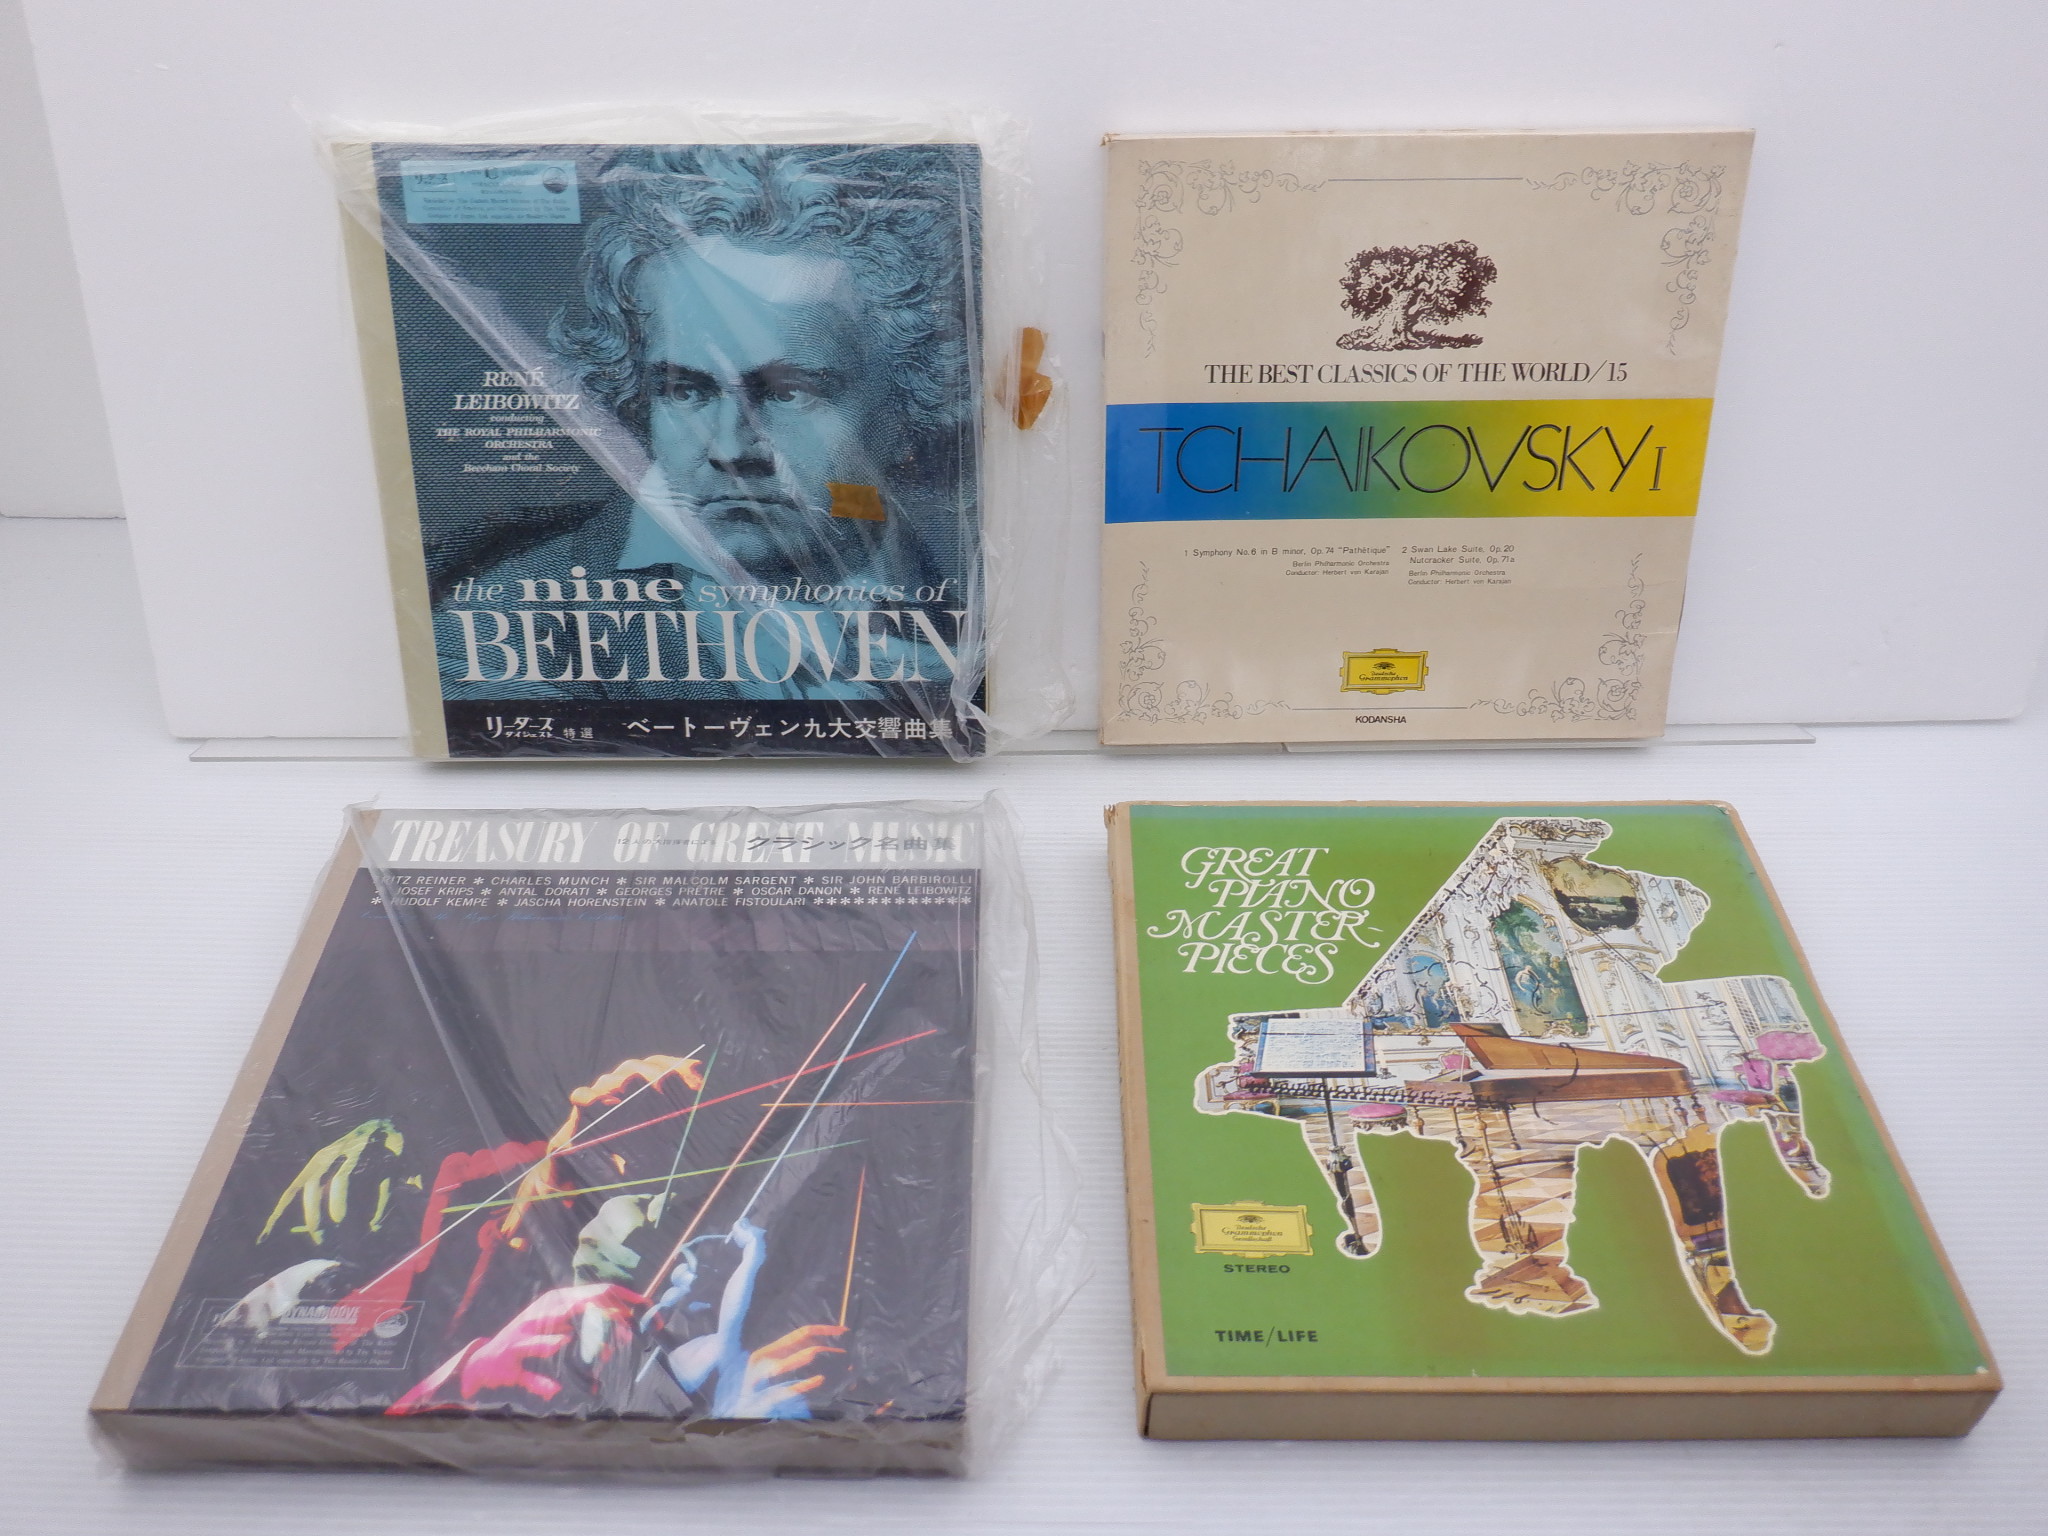 RENÉ
LEIBOWITZ
conducting
THE ROYAL PHILHARMONIC
ORCHESTRA
and the
Beecham Choral Society
the nine symphonies of
BEETHOVEN
リーダーズ
ダイジェスト 特選 ベートーヴェン九大交響曲集
THE BEST CLASSICS OF THE WORLD/15
TCHAIKOVSKY I
1 Symphony No.6 in B minor, Op.74 "Pathétique"
Berlin Philharmonic Orchestra
Conductor: Herbert von Karajan
2 Swan Lake Suite, Op.20
Nutcracker Suite, Op.71a
Berlin Philharmonic Orchestra
Conductor: Herbert von Karajan
Deutsche
Grammophon
KODANSHA
TREASURY OF GREAT MUSIC
クラシック名曲集
FRITZ REINER * CHARLES MUNCH * SIR MALCOLM SARGENT * SIR JOHN BARBIROLLI
* JOSEF KRIPS * ANTAL DORATI * GEORGES PRÊTRE * OSCAR DANON * RENÉ LEIBOWITZ
* RUDOLF KEMPE * JASCHA HORENSTEIN * ANATOLE FISTOULARI ************
DYNAGROOVE
GREAT
PIANO
MASTER-
PIECES
Deutsche
Grammophon
Gesellschaft
STEREO
TIME/LIFE